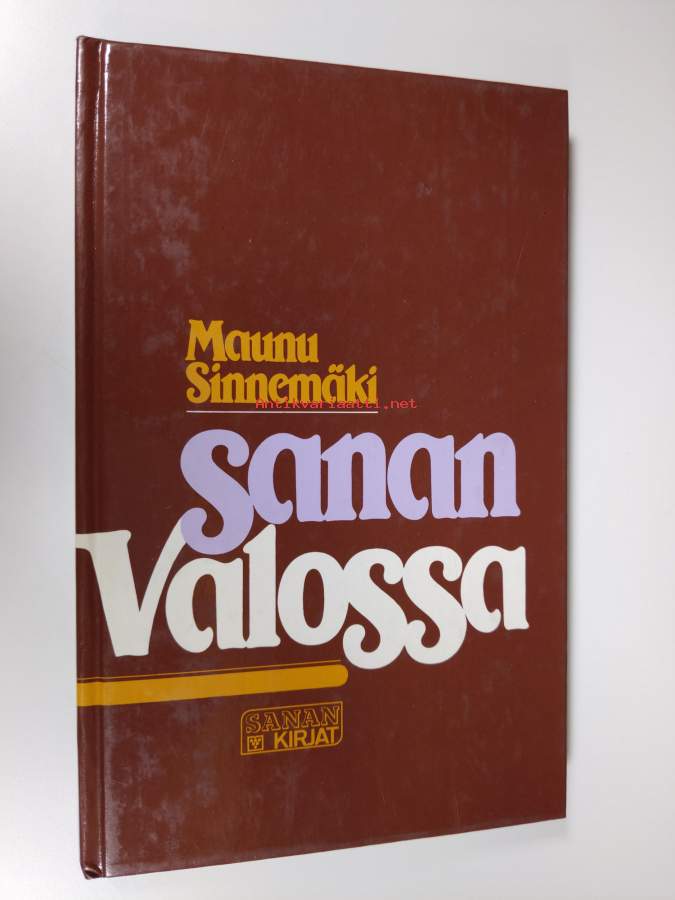 Maunu
Sinnemäki
Antikvariaatti.net
sanan
Valossa
SANAN
KIRJAT